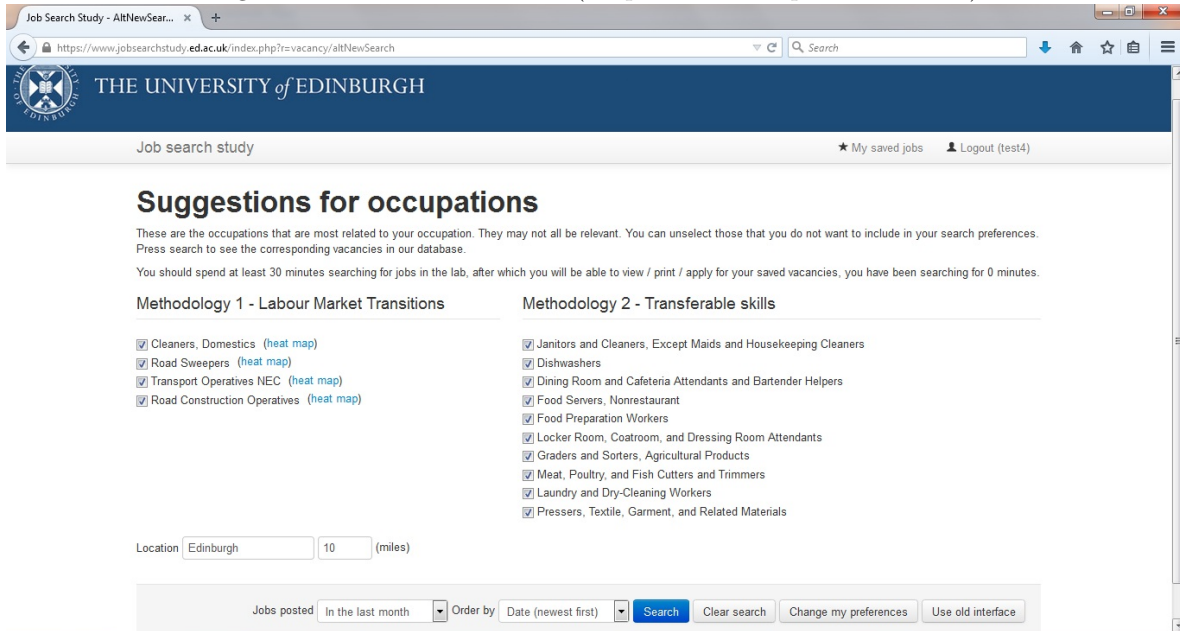 Job Search Study - AltNewSear... × +
https://www.jobsearchstudy.ed.ac.uk/index.php?r=vacancy/altNewSearch Search
THE UNIVERSITY of EDINBURGH
Job search study My saved jobs Logout (test4)
Suggestions for occupations
These are the occupations that are most related to your occupation. They may not all be relevant. You can unselect those that you do not want to include in your search preferences.
Press search to see the corresponding vacancies in our database.
You should spend at least 30 minutes searching for jobs in the lab, after which you will be able to view / print / apply for your saved vacancies, you have been searching for 0 minutes.
Methodology 1 - Labour Market Transitions
Cleaners, Domestics (heat map)
Road Sweepers (heat map)
Transport Operatives NEC (heat map)
Road Construction Operatives (heat map)
Methodology 2 - Transferable skills
Janitors and Cleaners, Except Maids and Housekeeping Cleaners
Dishwashers
Dining Room and Cafeteria Attendants and Bartender Helpers
Food Servers, Nonrestaurant
Food Preparation Workers
Locker Room, Coatroom, and Dressing Room Attendants
Graders and Sorters, Agricultural Products
Meat, Poultry, and Fish Cutters and Trimmers
Laundry and Dry-Cleaning Workers
Pressers, Textile, Garment, and Related Materials
Location Edinburgh 10 (miles)
Jobs posted In the last month Order by Date (newest first) Search Clear search Change my preferences Use old interface